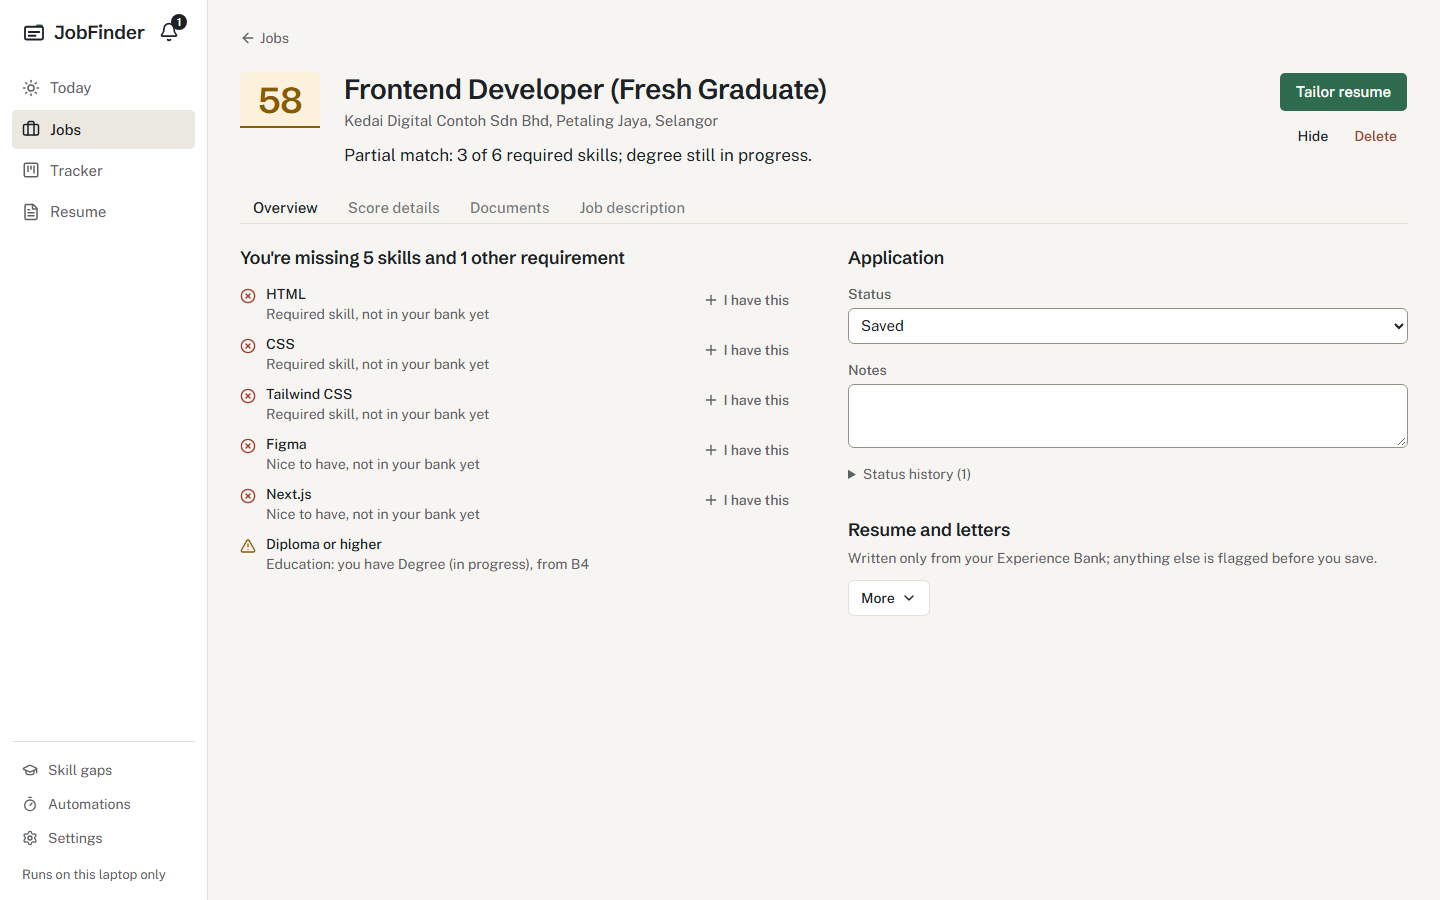 JobFinder
1
Today
Jobs
Tracker
Resume
Skill gaps
Automations
Settings
Runs on this laptop only
Jobs
58
Frontend Developer (Fresh Graduate)
Kedai Digital Contoh Sdn Bhd, Petaling Jaya, Selangor
Partial match: 3 of 6 required skills; degree still in progress.
Tailor resume
Hide
Delete
Overview
Score details
Documents
Job description
You're missing 5 skills and 1 other requirement
HTML
Required skill, not in your bank yet
I have this
CSS
Required skill, not in your bank yet
I have this
Tailwind CSS
Required skill, not in your bank yet
I have this
Figma
Nice to have, not in your bank yet
I have this
Next.js
Nice to have, not in your bank yet
I have this
Diploma or higher
Education: you have Degree (in progress), from B4
Application
Status
Saved
Notes
Status history (1)
Resume and letters
Written only from your Experience Bank; anything else is flagged before you save.
More